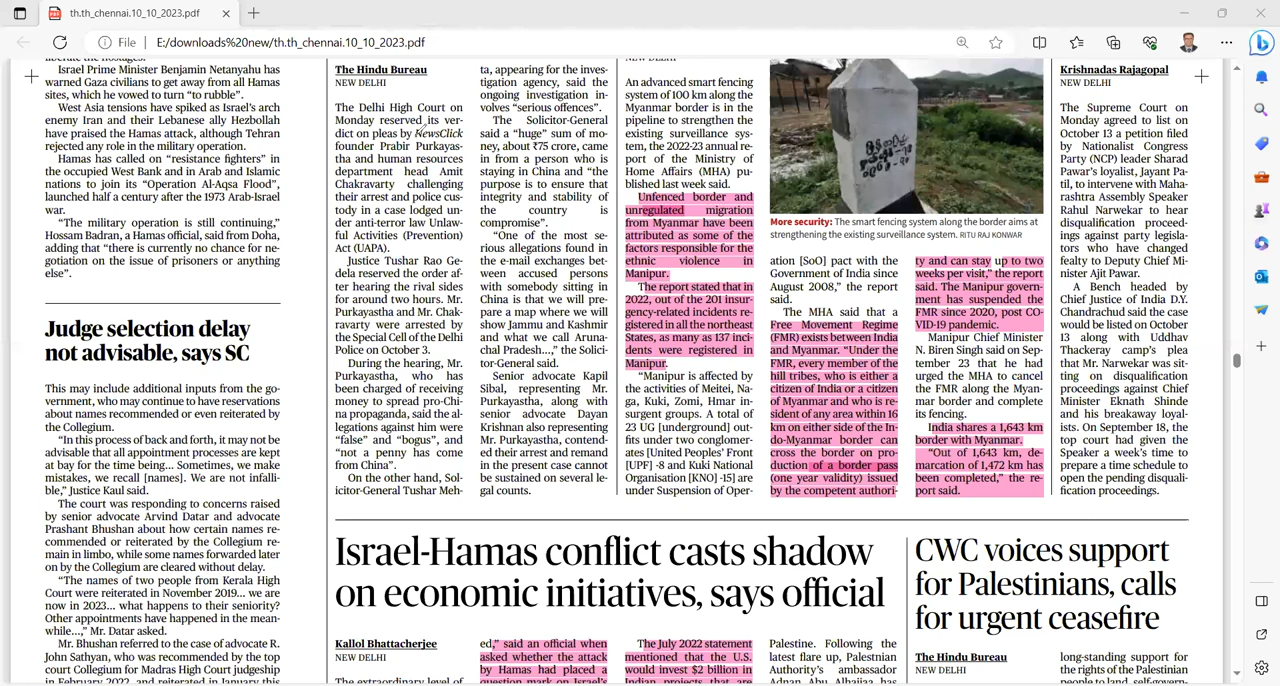 th.th_chennai.10_10_2023.pdf
File
E:/downloads%20new/th.th_chennai.10_10_2023.pdf
Israel Prime Minister Benjamin Netanyahu has
warned Gaza civilians to get away from all Hamas
sites, which he vowed to turn “to rubble”.
West Asia tensions have spiked as Israel’s arch
enemy Iran and their Lebanese ally Hezbollah
have praised the Hamas attack, although Tehran
rejected any role in the military operation.
Hamas has called on “resistance fighters” in
the occupied West Bank and in Arab and Islamic
nations to join its “Operation Al-Aqsa Flood”,
launched half a century after the 1973 Arab-Israel
war.
“The military operation is still continuing,”
Hossam Badran, a Hamas official, said from Doha,
adding that “there is currently no chance for ne-
gotiation on the issue of prisoners or anything
else”.
Judge selection delay
not advisable, says SC
This may include additional inputs from the go-
vernment, who may continue to have reservations
about names recommended or even reiterated by
the Collegium.
“In this process of back and forth, it may not be
advisable that all appointment processes are kept
at bay for the time being... Sometimes, we make
mistakes, we recall [names]. We are not infalli-
ble,” Justice Kaul said.
The court was responding to concerns raised
by senior advocate Arvind Datar and advocate
Prashant Bhushan about how certain names re-
commended or reiterated by the Collegium re-
main in limbo, while some names forwarded later
on by the Collegium are cleared without delay.
“The names of two people from Kerala High
Court were reiterated in November 2019... we are
now in 2023... what happens to their seniority?
Other appointments have happened in the mean-
while...,” Mr. Datar asked.
Mr. Bhushan referred to the case of advocate R.
John Sathyan, who was recommended by the top
court Collegium for Madras High Court judgeship
in February 2022, and reiterated in January this
The Hindu Bureau
NEW DELHI
The Delhi High Court on
Monday reserved its ver-
dict on pleas by NewsClick
founder Prabir Purkayas-
tha and human resources
department head Amit
Chakravarty challenging
their arrest and police cus-
tody in a case lodged un-
der anti-terror law Unlaw-
ful Activities (Prevention)
Act (UAPA).
Justice Tushar Rao Ge-
dela reserved the order af-
ter hearing the rival sides
for around two hours. Mr.
Purkayastha and Mr. Chak-
ravarty were arrested by
the Special Cell of the Delhi
Police on October 3.
During the hearing, Mr.
Purkayastha, who has
been charged of receiving
money to spread pro-Chi-
na propaganda, said the al-
legations against him were
“false” and “bogus”, and
“not a penny has come
from China”.
On the other hand, Sol-
icitor-General Tushar Meh-
ta, appearing for the inves-
tigation agency, said the
ongoing investigation in-
volves “serious offences”.
The Solicitor-General
said a “huge” sum of mo-
ney, about ₹75 crore, came
in from a person who is
staying in China and “the
purpose is to ensure that
integrity and stability of
the country is
compromise”.
“One of the most se-
rious allegations found in
the e-mail exchanges bet-
ween accused persons
with somebody sitting in
China is that we will pre-
pare a map where we will
show Jammu and Kashmir
and what we call Aruna-
chal Pradesh...,” the Solici-
tor-General said.
Senior advocate Kapil
Sibal, representing Mr.
Purkayastha, along with
senior advocate Dayan
Krishnan also representing
Mr. Purkayastha, contend-
ed their arrest and remand
in the present case cannot
be sustained on several le-
gal counts.
An advanced smart fencing
system of 100 km along the
Myanmar border is in the
pipeline to strengthen the
existing surveillance sys-
tem, the 2022-23 annual re-
port of the Ministry of
Home Affairs (MHA) pu-
blished last week said.
Unfenced border and
unregulated migration
from Myanmar have been
attributed as some of the
factors responsible for the
ethnic violence in
Manipur.
The report stated that in
2022, out of the 201 insur-
gency-related incidents re-
gistered in all the northeast
States, as many as 137 inci-
dents were registered in
Manipur.
“Manipur is affected by
the activities of Meitei, Na-
ga, Kuki, Zomi, Hmar in-
surgent groups. A total of
23 UG [underground] out-
fits under two conglomer-
ates [United Peoples’ Front
[UPF] -8 and Kuki National
Organisation [KNO] -15] are
under Suspension of Oper-
More security: The smart fencing system along the border aims at
strengthening the existing surveillance system. RITU RAJ KONWAR
ation [SoO] pact with the
Government of India since
August 2008,” the report
said.
The MHA said that a
Free Movement Regime
(FMR) exists between India
and Myanmar. “Under the
FMR, every member of the
hill tribes, who is either a
citizen of India or a citizen
of Myanmar and who is re-
sident of any area within 16
km on either side of the In-
do-Myanmar border can
cross the border on pro-
duction of a border pass
(one year validity) issued
by the competent authori-
ty and can stay up to two
weeks per visit,” the report
said. The Manipur govern-
ment has suspended the
FMR since 2020, post CO-
VID-19 pandemic.
Manipur Chief Minister
N. Biren Singh said on Sep-
tember 23 that he had
urged the MHA to cancel
the FMR along the Myan-
mar border and complete
its fencing.
India shares a 1,643 km
border with Myanmar.
“Out of 1,643 km, de-
marcation of 1,472 km has
been completed,” the re-
port said.
Krishnadas Rajagopal
NEW DELHI
The Supreme Court on
Monday agreed to list on
October 13 a petition filed
by Nationalist Congress
Party (NCP) leader Sharad
Pawar’s loyalist, Jayant Pa-
til, to intervene with Maha-
rashtra Assembly Speaker
Rahul Narwekar to hear
disqualification proceed-
ings against party legisla-
tors who have changed
fealty to Deputy Chief Mi-
nister Ajit Pawar.
A Bench headed by
Chief Justice of India D.Y.
Chandrachud said the case
would be listed on October
13 along with Uddhav
Thackeray camp’s plea
that Mr. Narwekar was sit-
ting on disqualification
proceedings against Chief
Minister Eknath Shinde
and his breakaway loyal-
ists. On September 18, the
top court had given the
Speaker a week’s time to
prepare a time schedule to
open the pending disquali-
fication proceedings.
Israel-Hamas conflict casts shadow
on economic initiatives, says official
Kallol Bhattacherjee
NEW DELHI
The extraordinary level of
ed,” said an official when
asked whether the attack
by Hamas had placed a
question mark on Israel’s
The July 2022 statement
mentioned that the U.S.
would invest $2 billion in
Indian projects that are
Palestine. Following the
latest flare up, Palestnian
Authority’s ambassador
Adnan Abu Alhaijaa has
CWC voices support
for Palestinians, calls
for urgent ceasefire
The Hindu Bureau
NEW DELHI
long-standing support for
the rights of the Palestinian
people to land, self-govern-